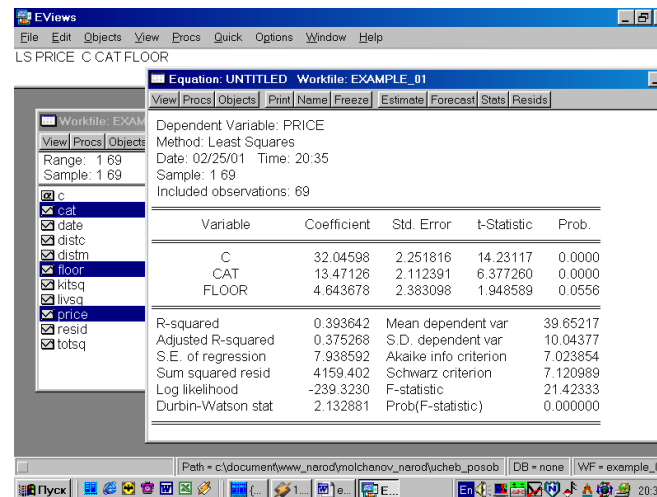 EViews
File Edit Objects View Procs Quick Options Window Help
LS PRICE C CAT FLOOR
Equation: UNTITLED Workfile: EXAMPLE_01
View Procs Objects Print Name Freeze Estimate Forecast Stats Resids
Dependent Variable: PRICE
Method: Least Squares
Date: 02/25/01 Time: 20:35
Sample: 1 69
Included observations: 69
Variable Coefficient Std. Error t-Statistic Prob.
C 32.04598 2.251816 14.23117 0.0000
CAT 13.47126 2.112391 6.377260 0.0000
FLOOR 4.643678 2.383098 1.948589 0.0556
R-squared 0.393642 Mean dependent var 39.65217
Adjusted R-squared 0.375268 S.D. dependent var 10.04377
S.E. of regression 7.938592 Akaike info criterion 7.023854
Sum squared resid 4159.402 Schwarz criterion 7.120989
Log likelihood -239.3230 F-statistic 21.42333
Durbin-Watson stat 2.132881 Prob(F-statistic) 0.000000
Workfile: EXAM
View Procs Objects
Range: 1 69
Sample: 1 69
c
cat
date
distc
distm
floor
kitsq
livsq
price
resid
totsq
Path = c:\document\www_narod\molchanov_narod\ucheb_posob DB = none WF = example_
Пуск {... 1... e... E... En 20:3